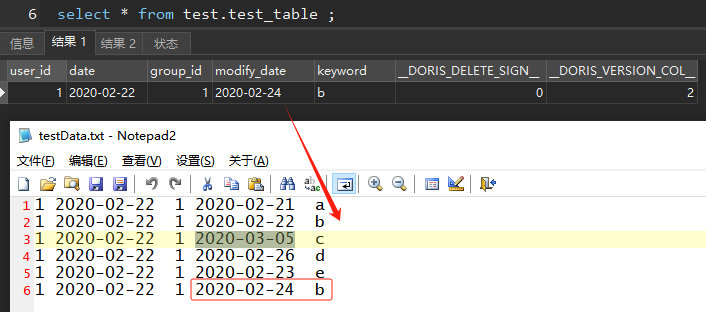 6 select * from test.test_table ;
信息 结果 1 结果 2 状态
user_id date group_id modify_date keyword __DORIS_DELETE_SIGN__ __DORIS_VERSION_COL__
1 2020-02-22 1 2020-02-24 b 0 2
testData.txt - Notepad2
文件(F) 编辑(E) 查看(V) 设置(S) 关于(A)
1 1 2020-02-22 1 2020-02-21 a
2 1 2020-02-22 1 2020-02-22 b
3 1 2020-02-22 1 2020-03-05 c
4 1 2020-02-22 1 2020-02-26 d
5 1 2020-02-22 1 2020-02-23 e
6 1 2020-02-22 1 2020-02-24 b